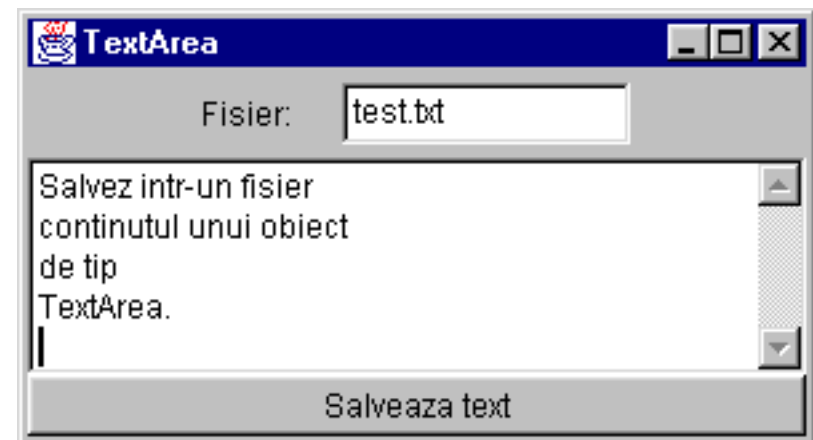 TextArea
Fisier: test.txt
Salvez intr-un fisier
continutul unui obiect
de tip
TextArea.
Salveaza text